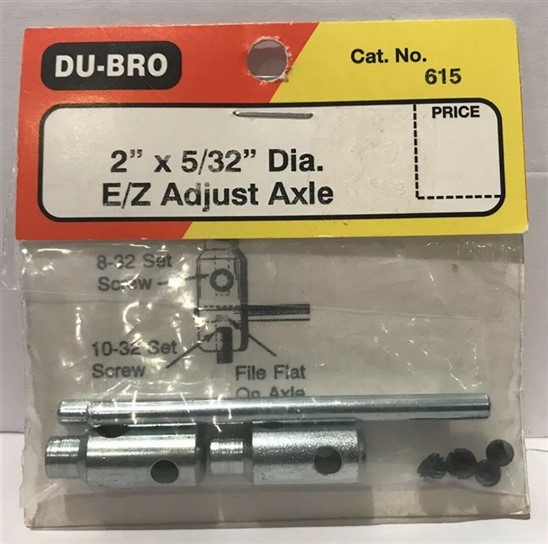 DU-BRO
Cat. No.
615
PRICE
2" x 5/32" Dia.
E/Z Adjust Axle
8-32 Set
Screw
10-32 Set
Screw
File Flat
On Axle